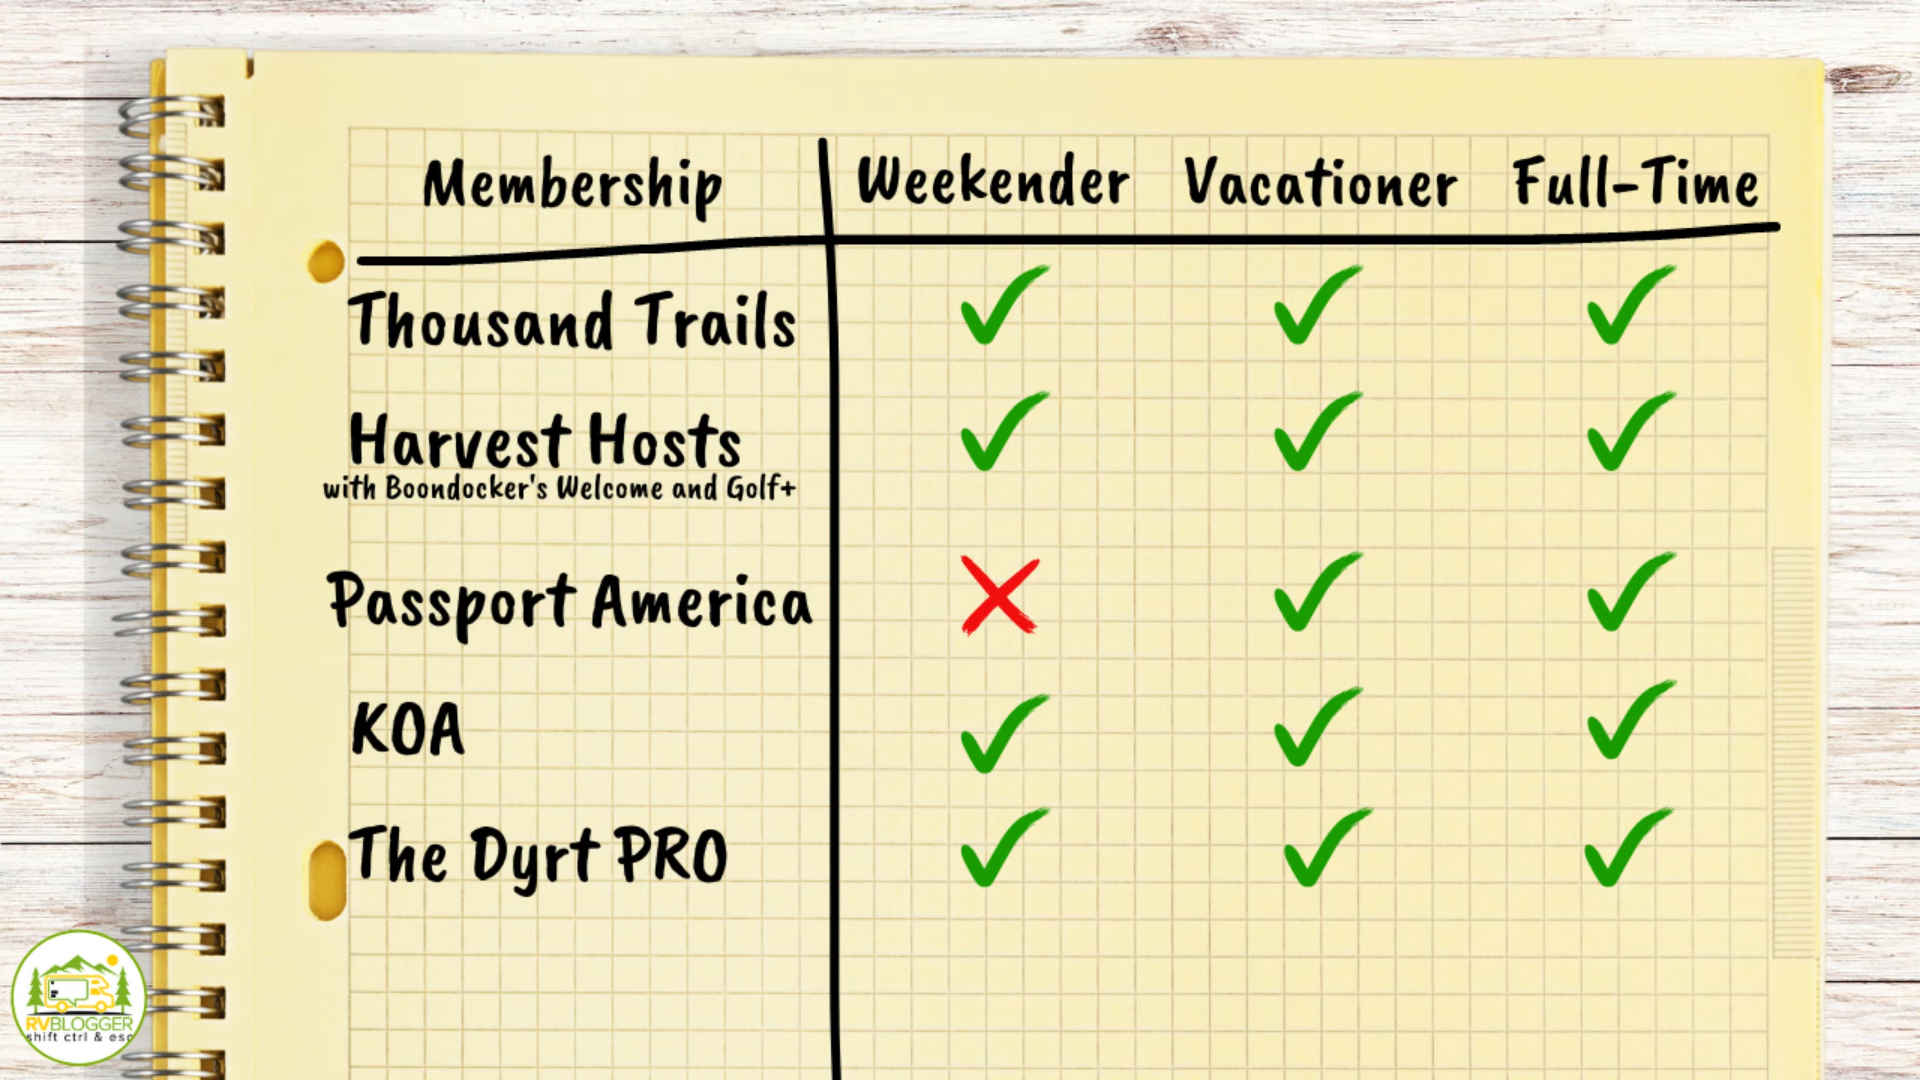 Membership Weekender Vacationer Full-Time
Thousand Trails
Harvest Hosts
with Boondocker's Welcome and Golf+
Passport America
KOA
The Dyrt PRO
RVBLOGGER
shift ctrl & esc